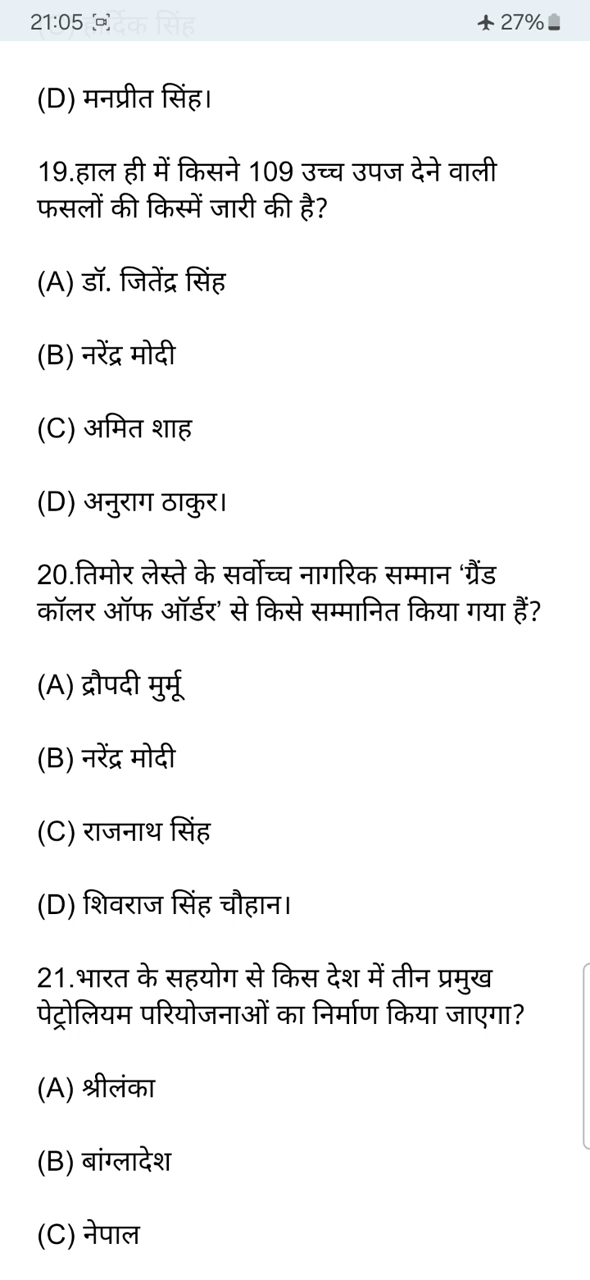 21:05
27%
(D) मनप्रीत सिंह।
19.हाल ही में किसने 109 उच्च उपज देने वाली
फसलों की किस्में जारी की है?
(A) डॉ. जितेंद्र सिंह
(B) नरेंद्र मोदी
(C) अमित शाह
(D) अनुराग ठाकुर।
20.तिमोर लेस्ते के सर्वोच्च नागरिक सम्मान ‘ग्रैंड
कॉलर ऑफ ऑर्डर’ से किसे सम्मानित किया गया हैं?
(A) द्रौपदी मुर्मू
(B) नरेंद्र मोदी
(C) राजनाथ सिंह
(D) शिवराज सिंह चौहान।
21.भारत के सहयोग से किस देश में तीन प्रमुख
पेट्रोलियम परियोजनाओं का निर्माण किया जाएगा?
(A) श्रीलंका
(B) बांग्लादेश
(C) नेपाल